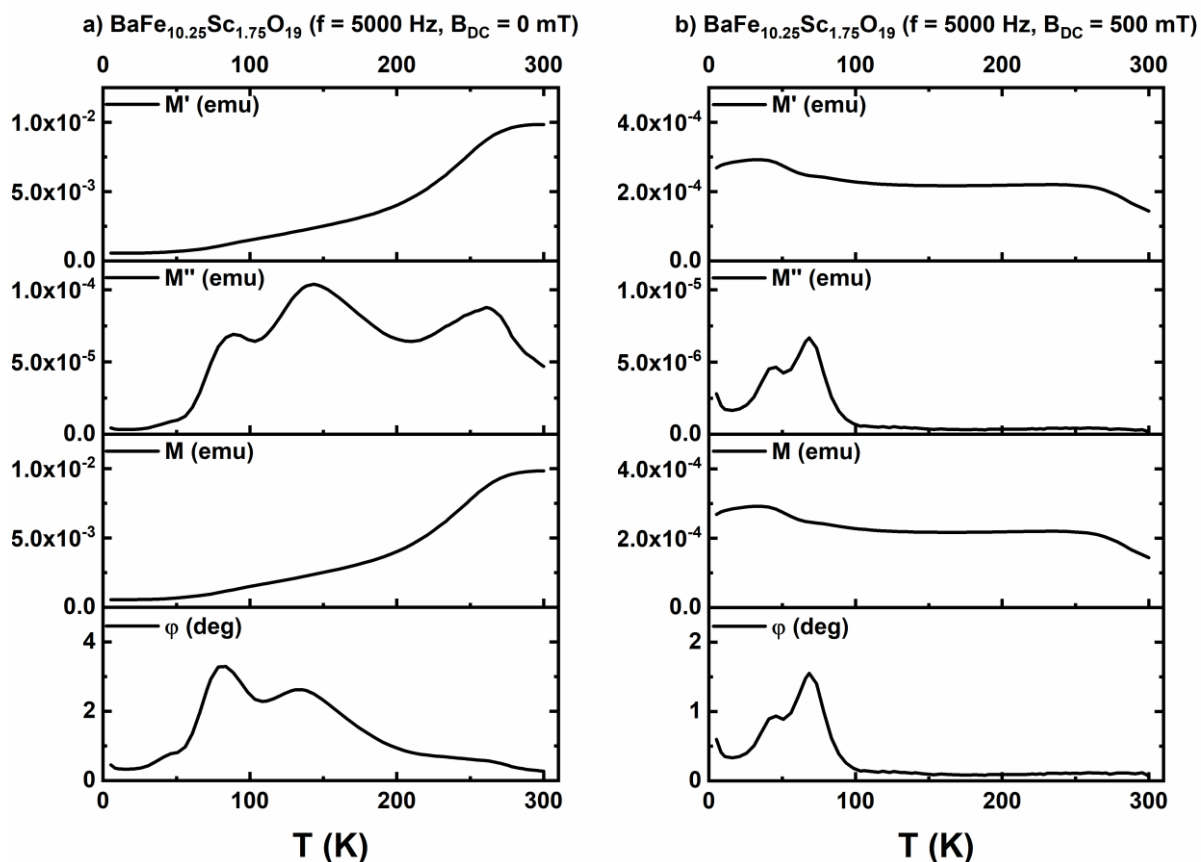 a) BaFe10.25Sc1.75O19 (f = 5000 Hz, BDC = 0 mT)
0 100 200 300
M' (emu)
1.0x10-2
5.0x10-3
0.0
M'' (emu)
1.0x10-4
5.0x10-5
0.0
M (emu)
1.0x10-2
5.0x10-3
0.0
φ (deg)
4
2
0
0 100 200 300
T (K)
b) BaFe10.25Sc1.75O19 (f = 5000 Hz, BDC = 500 mT)
0 100 200 300
M' (emu)
4.0x10-4
2.0x10-4
0.0
M'' (emu)
1.0x10-5
5.0x10-6
0.0
M (emu)
4.0x10-4
2.0x10-4
0.0
φ (deg)
2
1
0
0 100 200 300
T (K)